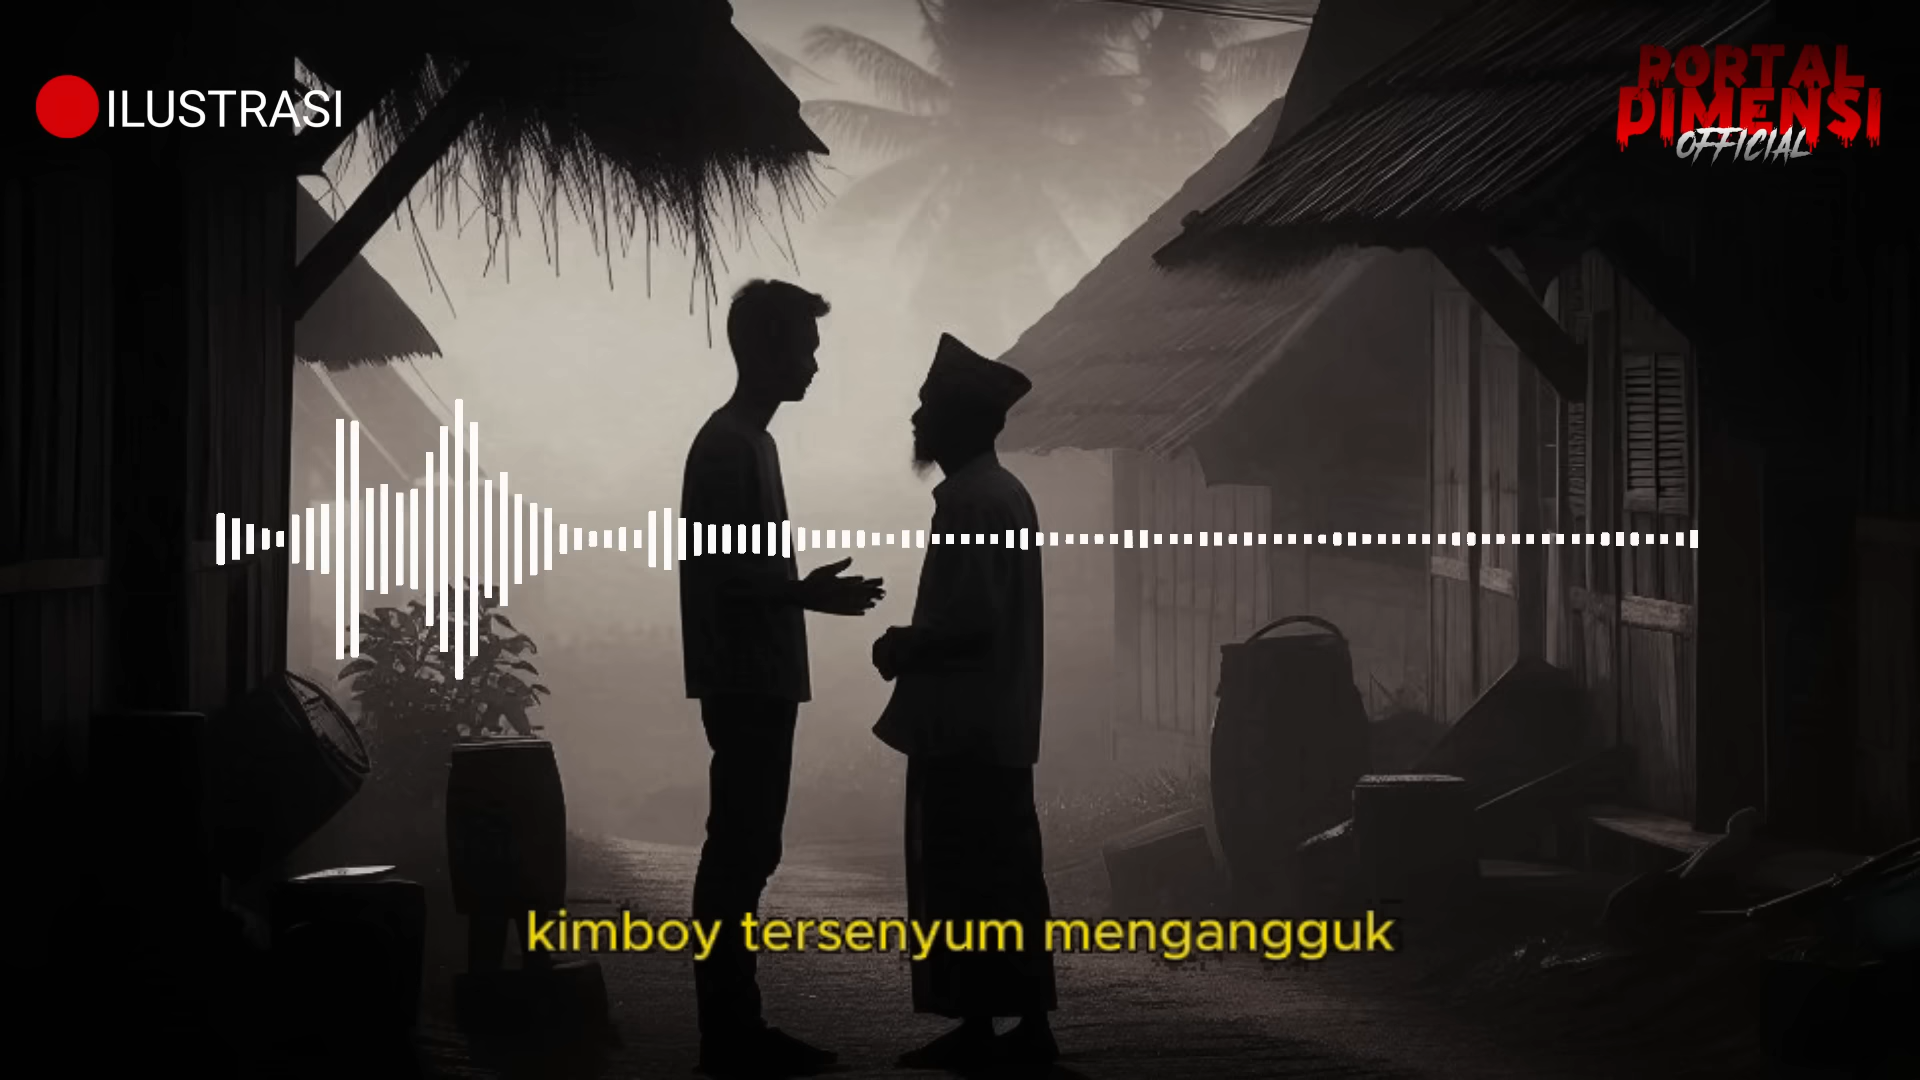 ILUSTRASI
PORTAL
DIMENSI
OFFICIAL
kimboy tersenyum mengangguk